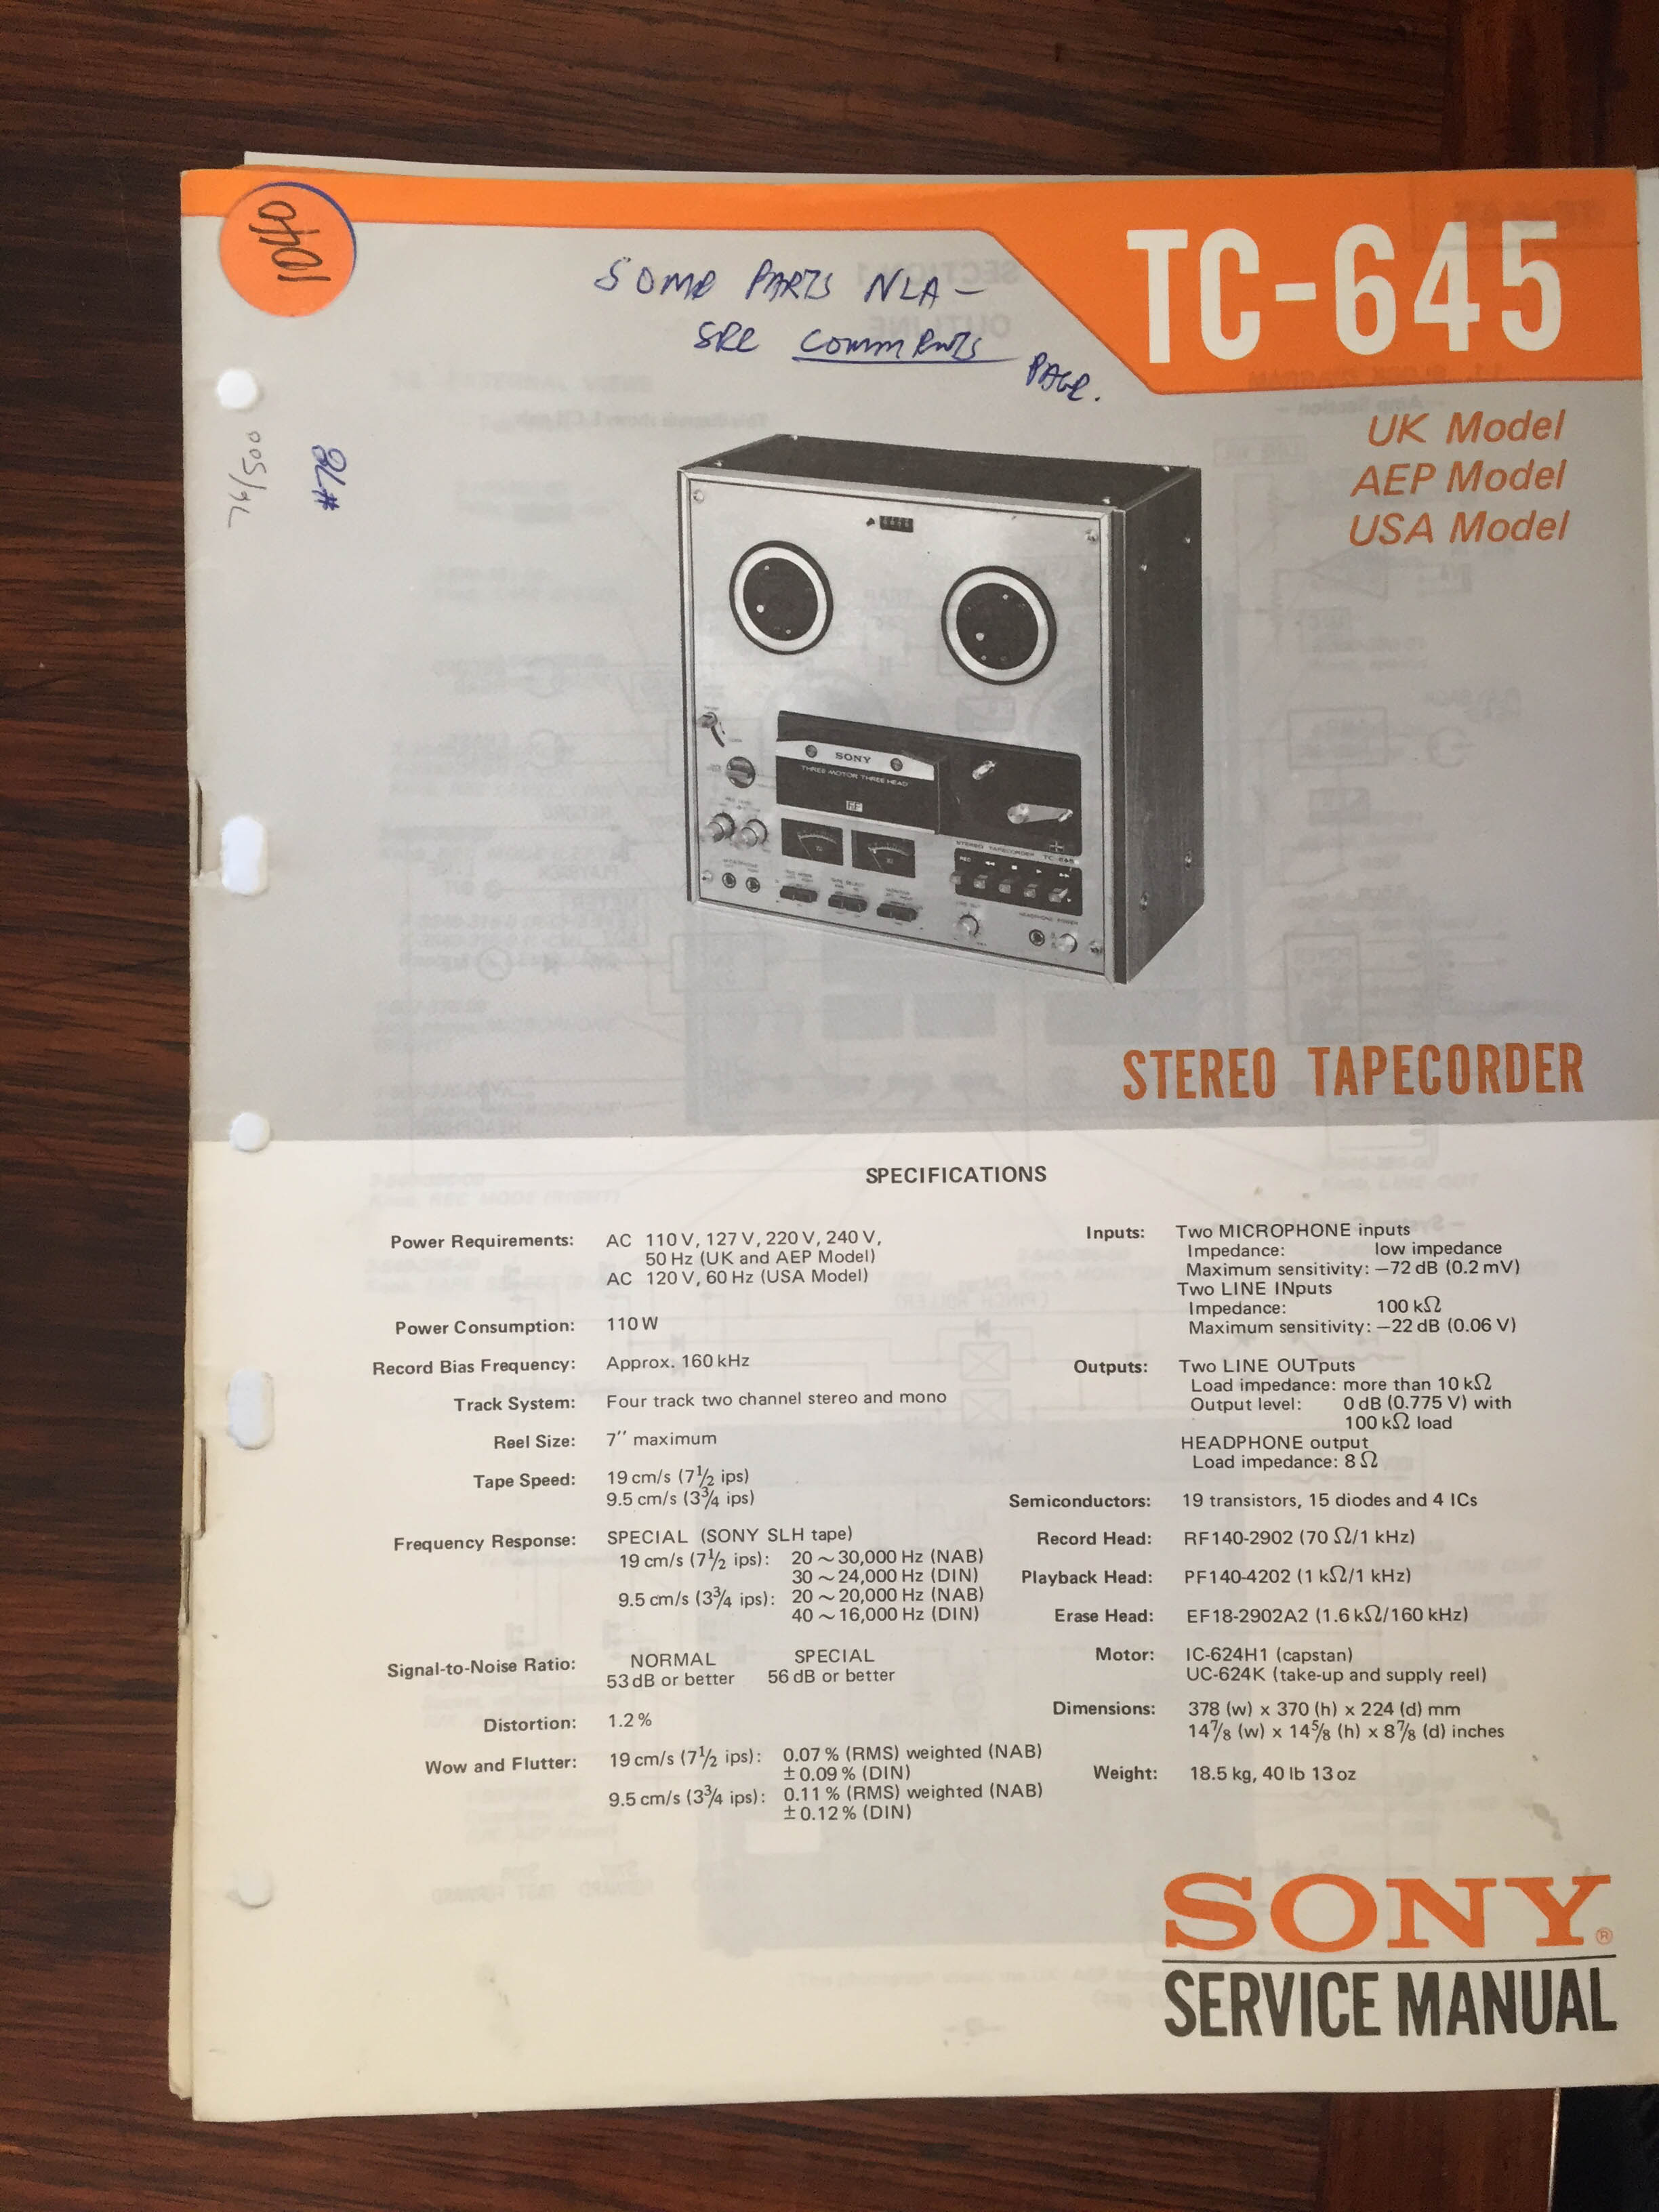 1040
TC-645
SOME PARTS NLA -
SEE COMMENTS
PAGE.
UK Model
AEP Model
USA Model
74/500
#78
SONY
THREE MOTOR THREE HEAD
STEREO TAPECORDER TC-645
REC
STEREO TAPECORDER
SPECIFICATIONS
Power Requirements: AC 110 V, 127 V, 220 V, 240 V,
50 Hz (UK and AEP Model)
AC 120 V, 60 Hz (USA Model)
Power Consumption: 110 W
Record Bias Frequency: Approx. 160 kHz
Track System: Four track two channel stereo and mono
Reel Size: 7″ maximum
Tape Speed: 19 cm/s (7½ ips)
9.5 cm/s (3¾ ips)
Frequency Response: SPECIAL (SONY SLH tape)
19 cm/s (7½ ips): 20 ~ 30,000 Hz (NAB)
30 ~ 24,000 Hz (DIN)
9.5 cm/s (3¾ ips): 20 ~ 20,000 Hz (NAB)
40 ~ 16,000 Hz (DIN)
Signal-to-Noise Ratio: NORMAL SPECIAL
53 dB or better 56 dB or better
Distortion: 1.2 %
Wow and Flutter: 19 cm/s (7½ ips): 0.07 % (RMS) weighted (NAB)
± 0.09 % (DIN)
9.5 cm/s (3¾ ips): 0.11 % (RMS) weighted (NAB)
± 0.12 % (DIN)
Inputs: Two MICROPHONE inputs
Impedance: low impedance
Maximum sensitivity: −72 dB (0.2 mV)
Two LINE INputs
Impedance: 100 kΩ
Maximum sensitivity: −22 dB (0.06 V)
Outputs: Two LINE OUTputs
Load impedance: more than 10 kΩ
Output level: 0 dB (0.775 V) with
100 kΩ load
HEADPHONE output
Load impedance: 8 Ω
Semiconductors: 19 transistors, 15 diodes and 4 ICs
Record Head: RF140-2902 (70 Ω/1 kHz)
Playback Head: PF140-4202 (1 kΩ/1 kHz)
Erase Head: EF18-2902A2 (1.6 kΩ/160 kHz)
Motor: IC-624H1 (capstan)
UC-624K (take-up and supply reel)
Dimensions: 378 (w) x 370 (h) x 224 (d) mm
14⅞ (w) x 14⅝ (h) x 8⅞ (d) inches
Weight: 18.5 kg, 40 lb 13 oz
SONY®
SERVICE MANUAL